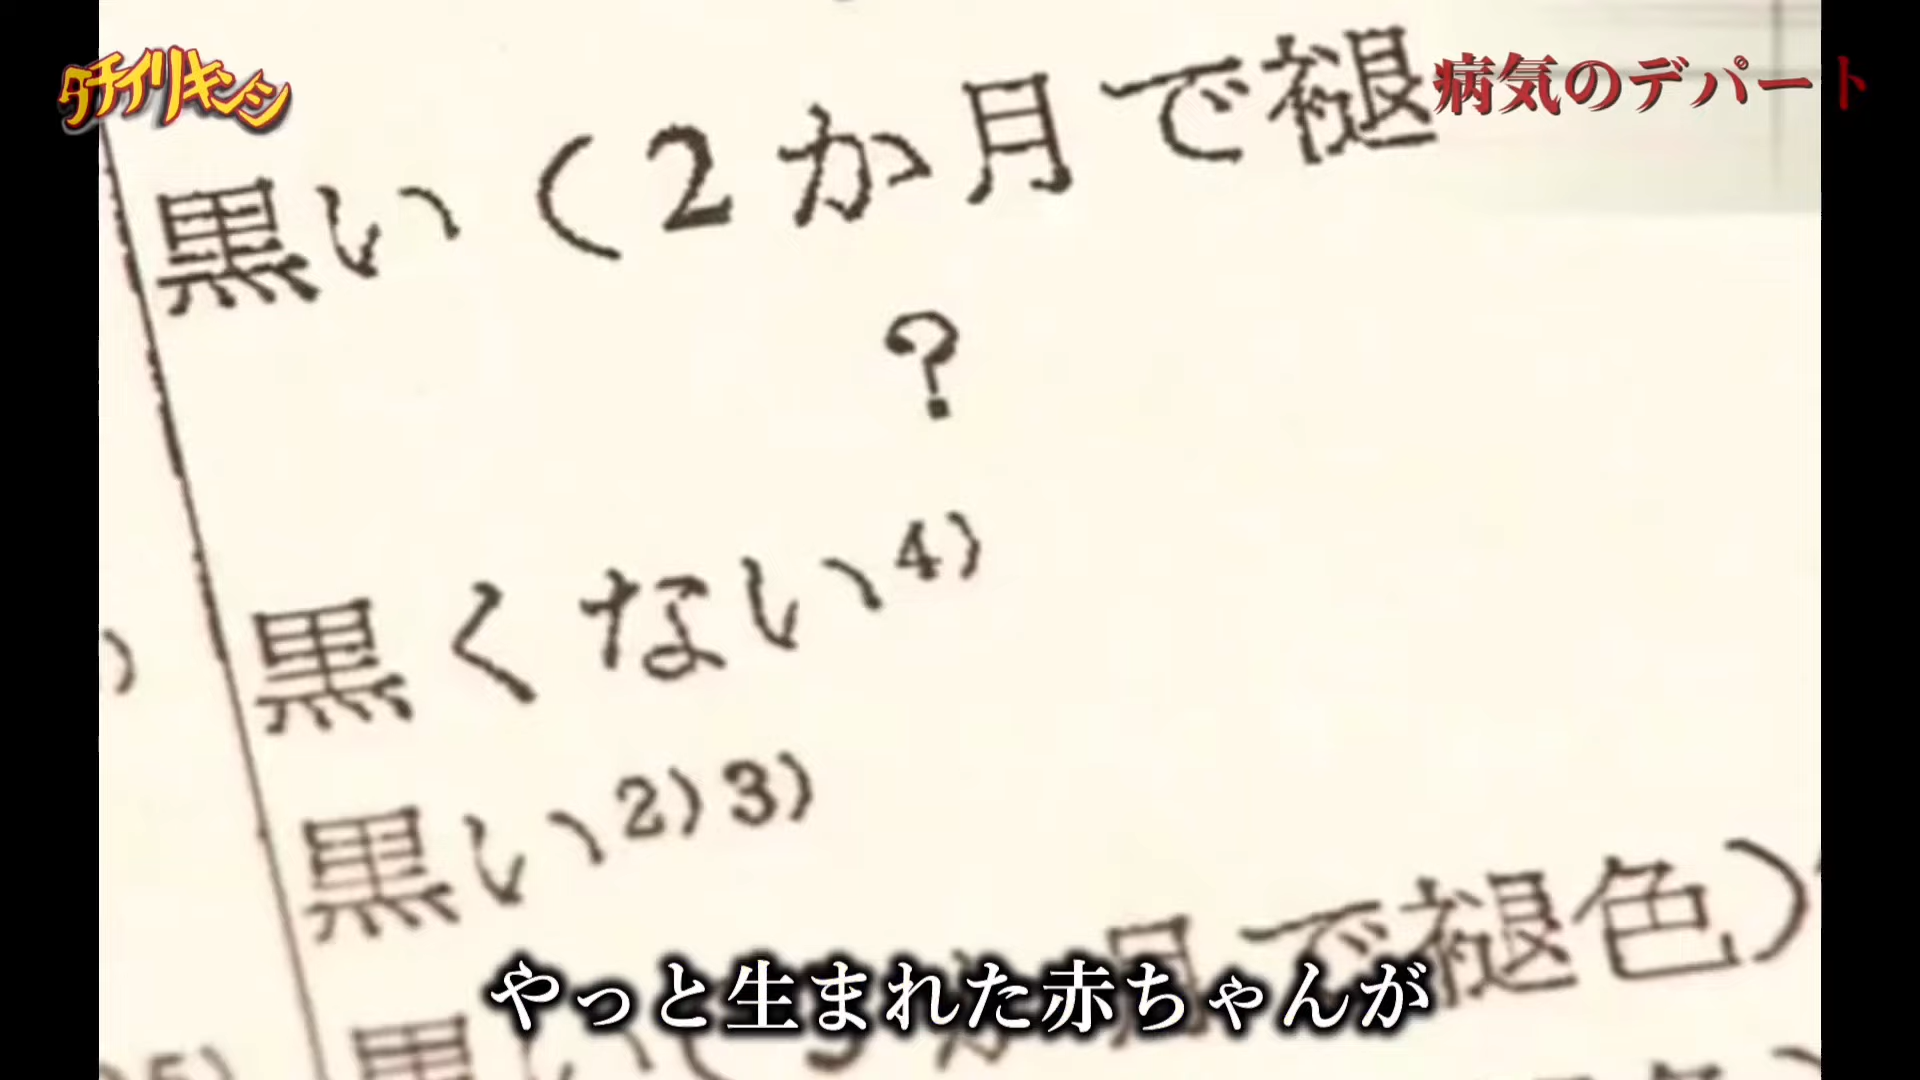 タチイリキンシ
病気のデパート
黒い(2か月で褪
?
黒くない4)
黒い2)3)
か月で褪色)
やっと生まれた赤ちゃんが